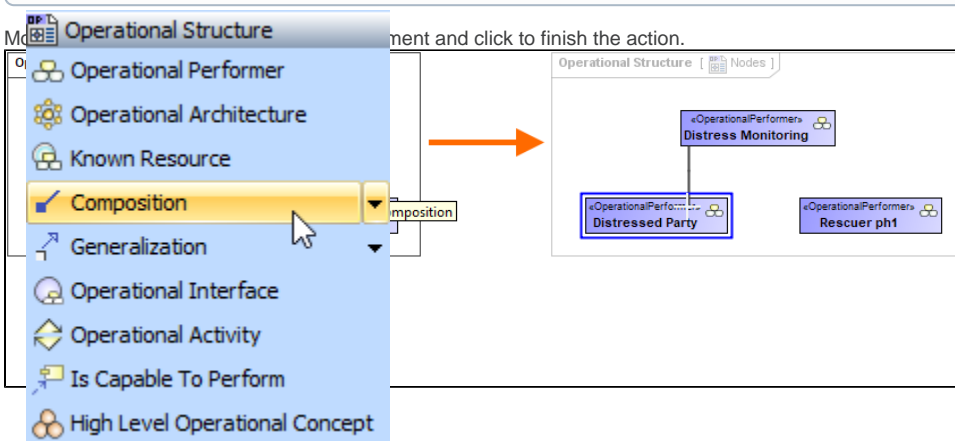 Operational Structure
Mo ment and click to finish the action.
Operational Performer
Operational Architecture
Known Resource
Composition
Generalization
Operational Interface
Operational Activity
Is Capable To Perform
High Level Operational Concept
omposition
Operational Structure [ Nodes ]
«OperationalPerformer»
Distress Monitoring
«OperationalPerformer»
Distressed Party
«OperationalPerformer»
Rescuer ph1